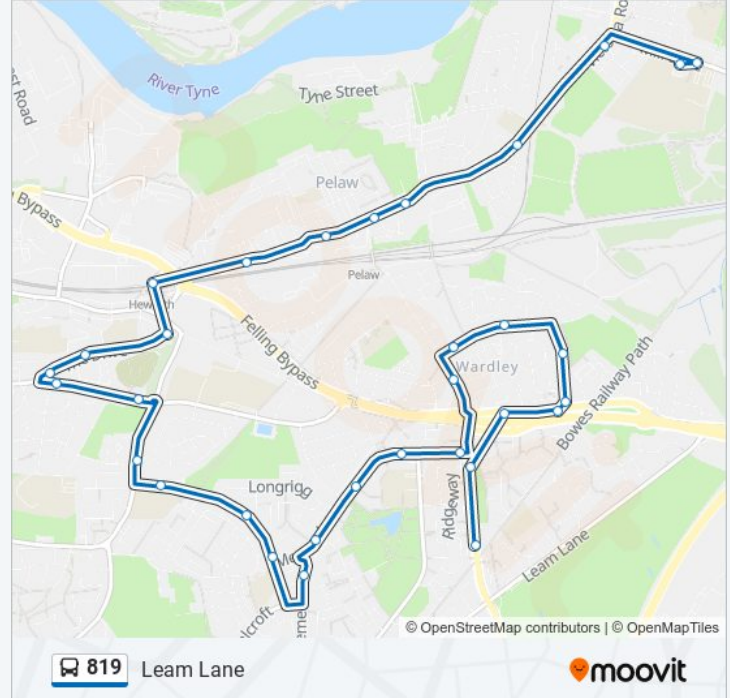 River Tyne
Tyne Street
Pelaw
Bypass
Pelaw
Felling Bypass
Wardley
Bowes Railway Path
Longrigg
Ridgeway
Leam Lane
© OpenStreetMap contributors | © OpenMapTiles
819 Leam Lane
moovit